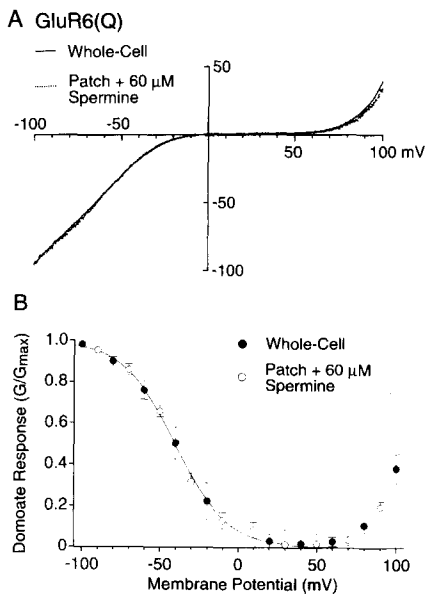 A GluR6(Q)
Whole-Cell
Patch + 60 μM
Spermine
50
-100
-50
50
100 mV
-50
-100
B
1.0
0.8
0.6
0.4
0.2
0
Domoate Response (G/Gmax)
Whole-Cell
Patch + 60 μM
Spermine
-100
-50
0
50
100
Membrane Potential (mV)